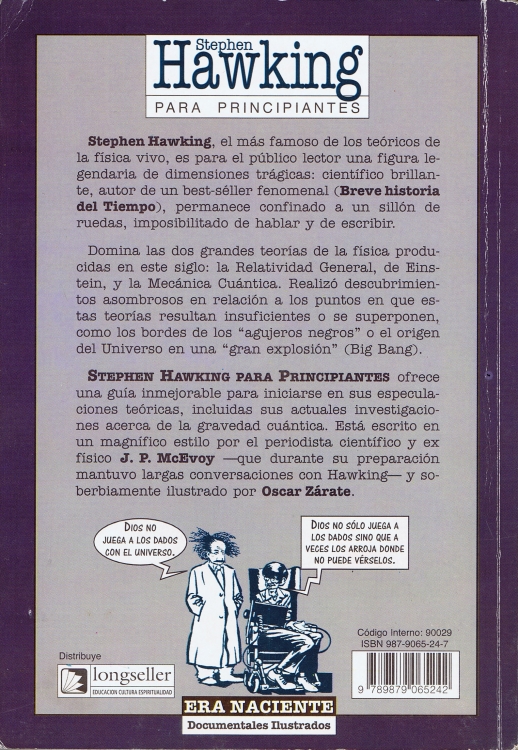 Stephen
Hawking
PARA PRINCIPIANTES
Stephen Hawking, el más famoso de los teóricos de
la física vivo, es para el público lector una figura le-
gendaria de dimensiones trágicas: científico brillan-
te, autor de un best-séller fenomenal (Breve historia
del Tiempo), permanece confinado a un sillón de
ruedas, imposibilitado de hablar y de escribir.
Domina las dos grandes teorías de la física produ-
cidas en este siglo: la Relatividad General, de Eins-
tein, y la Mecánica Cuántica. Realizó descubrimien-
tos asombrosos en relación a los puntos en que es-
tas teorías resultan insuficientes o se superponen,
como los bordes de los “agujeros negros” o el origen
del Universo en una “gran explosión” (Big Bang).
STEPHEN HAWKING PARA PRINCIPIANTES ofrece
una guía inmejorable para iniciarse en sus especula-
ciones teóricas, incluidas sus actuales investigacio-
nes acerca de la gravedad cuántica. Está escrito en
un magnífico estilo por el periodista científico y ex
físico J. P. McEvoy —que durante su preparación
mantuvo largas conversaciones con Hawking— y so-
berbiamente ilustrado por Oscar Zárate.
DIOS NO
JUEGA A LOS DADOS
CON EL UNIVERSO.
DIOS NO SÓLO JUEGA A
LOS DADOS SINO QUE A
VECES LOS ARROJA DONDE
NO PUEDE VÉRSELOS.
Código Interno: 90029
ISBN 987-9065-24-7
9 789879 065242
Distribuye
longseller
EDUCACION CULTURA ESPIRITUALIDAD
ERA NACIENTE
Documentales Ilustrados